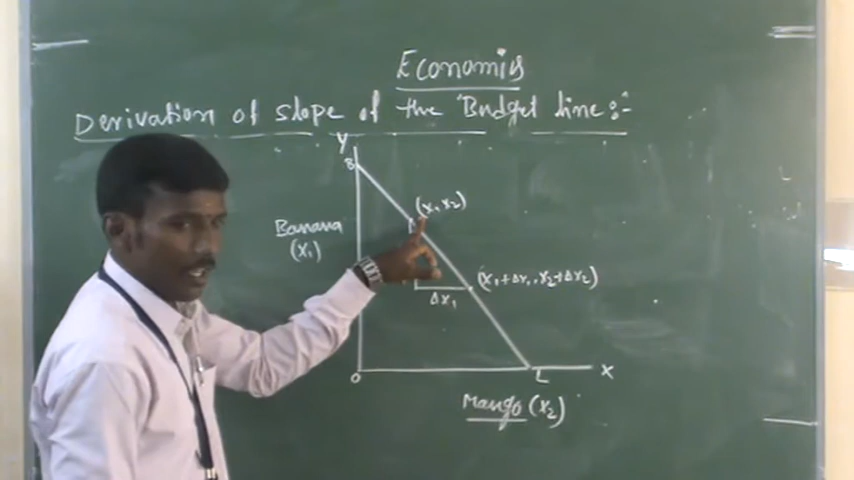 Economics
Derivation of slope of the Budget line:-
Y
B
(x₁, x₂)
Banana
(x₁)
(x₁ + Δx₁, x₂ + Δx₂)
Δx₁
O
L
X
Mango (x₂)